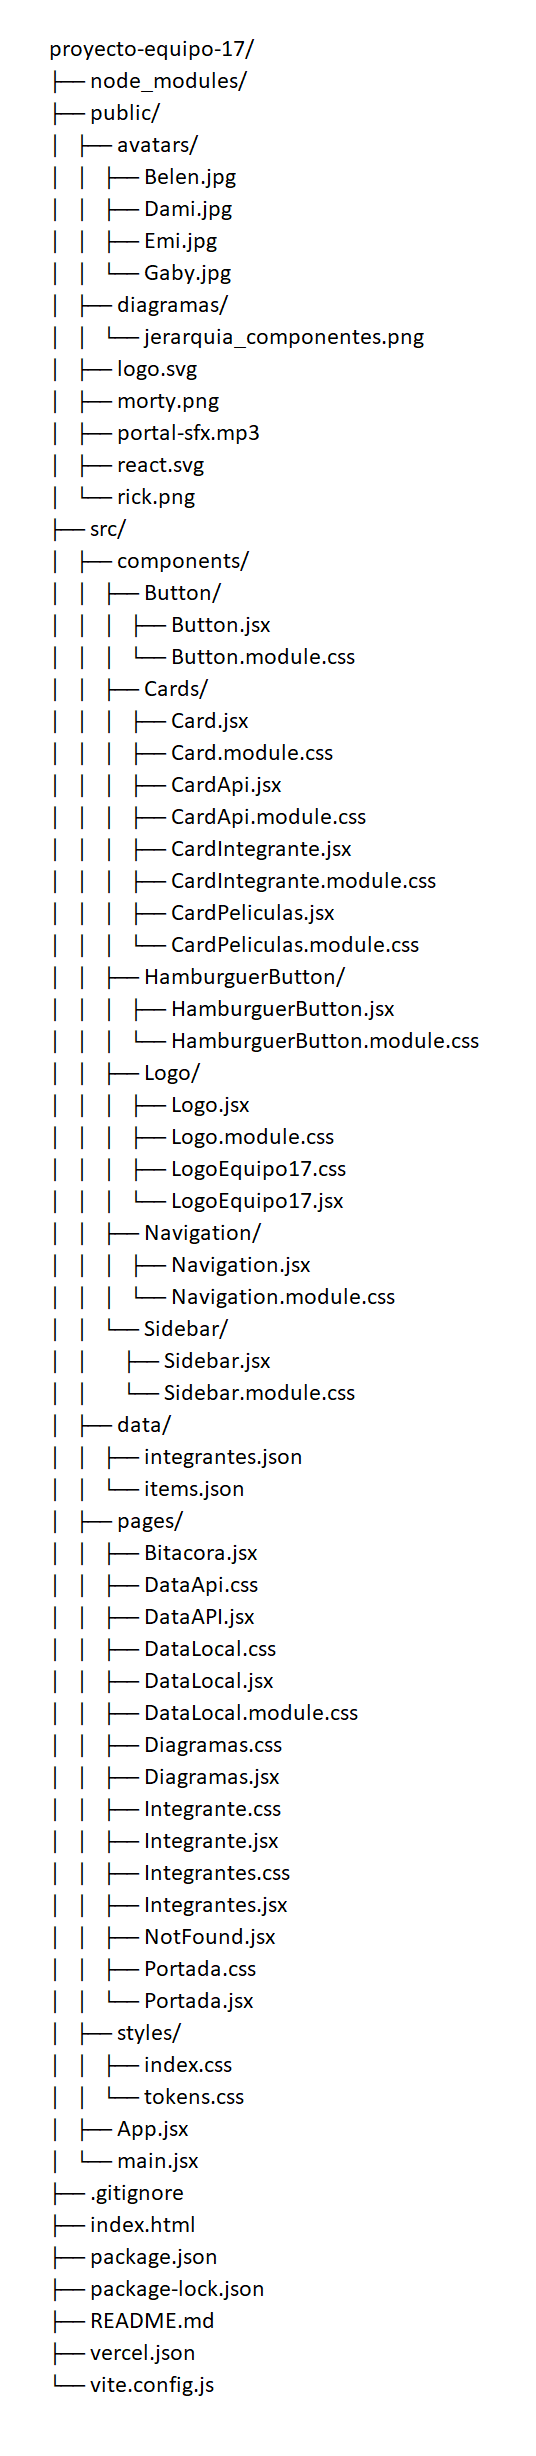 proyecto-equipo-17/
├── node_modules/
├── public/
│   ├── avatars/
│   │   ├── Belen.jpg
│   │   ├── Dami.jpg
│   │   ├── Emi.jpg
│   │   └── Gaby.jpg
│   ├── diagramas/
│   │   └── jerarquia_componentes.png
│   ├── logo.svg
│   ├── morty.png
│   ├── portal-sfx.mp3
│   ├── react.svg
│   └── rick.png
├── src/
│   ├── components/
│   │   ├── Button/
│   │   │   ├── Button.jsx
│   │   │   └── Button.module.css
│   │   ├── Cards/
│   │   │   ├── Card.jsx
│   │   │   ├── Card.module.css
│   │   │   ├── CardApi.jsx
│   │   │   ├── CardApi.module.css
│   │   │   ├── CardIntegrante.jsx
│   │   │   ├── CardIntegrante.module.css
│   │   │   ├── CardPeliculas.jsx
│   │   │   └── CardPeliculas.module.css
│   │   ├── HamburguerButton/
│   │   │   ├── HamburguerButton.jsx
│   │   │   └── HamburguerButton.module.css
│   │   ├── Logo/
│   │   │   ├── Logo.jsx
│   │   │   ├── Logo.module.css
│   │   │   ├── LogoEquipo17.css
│   │   │   └── LogoEquipo17.jsx
│   │   ├── Navigation/
│   │   │   ├── Navigation.jsx
│   │   │   └── Navigation.module.css
│   │   └── Sidebar/
│   │       ├── Sidebar.jsx
│   │       └── Sidebar.module.css
│   ├── data/
│   │   ├── integrantes.json
│   │   └── items.json
│   ├── pages/
│   │   ├── Bitacora.jsx
│   │   ├── DataApi.css
│   │   ├── DataAPI.jsx
│   │   ├── DataLocal.css
│   │   ├── DataLocal.jsx
│   │   ├── DataLocal.module.css
│   │   ├── Diagramas.css
│   │   ├── Diagramas.jsx
│   │   ├── Integrante.css
│   │   ├── Integrante.jsx
│   │   ├── Integrantes.css
│   │   ├── Integrantes.jsx
│   │   ├── NotFound.jsx
│   │   ├── Portada.css
│   │   └── Portada.jsx
│   ├── styles/
│   │   ├── index.css
│   │   └── tokens.css
│   ├── App.jsx
│   └── main.jsx
├── .gitignore
├── index.html
├── package.json
├── package-lock.json
├── README.md
├── vercel.json
└── vite.config.js